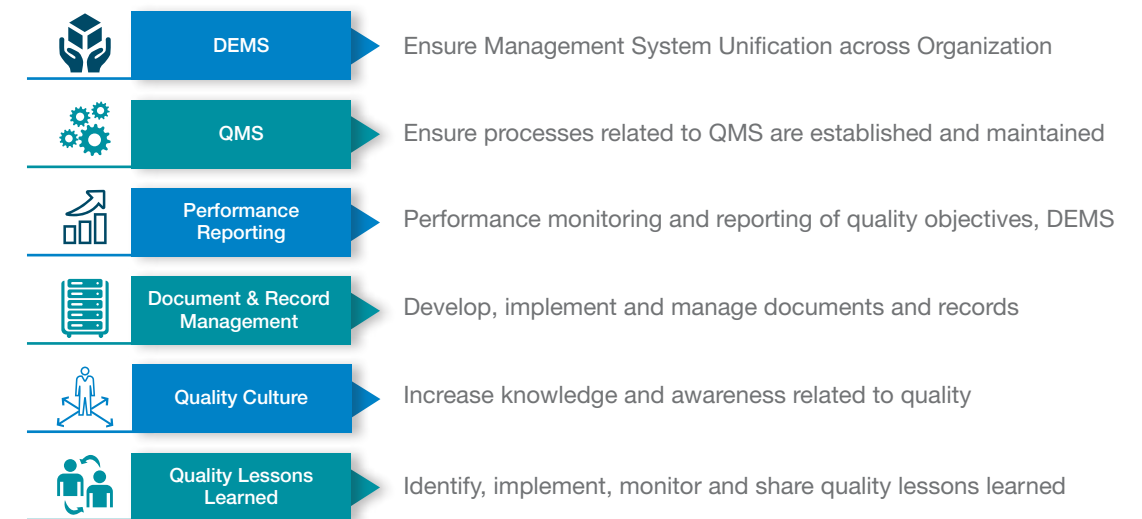 DEMS
Ensure Management System Unification across Organization
QMS
Ensure processes related to QMS are established and maintained
Performance
Reporting
Performance monitoring and reporting of quality objectives, DEMS
Document & Record
Management
Develop, implement and manage documents and records
Quality Culture
Increase knowledge and awareness related to quality
Quality Lessons
Learned
Identify, implement, monitor and share quality lessons learned